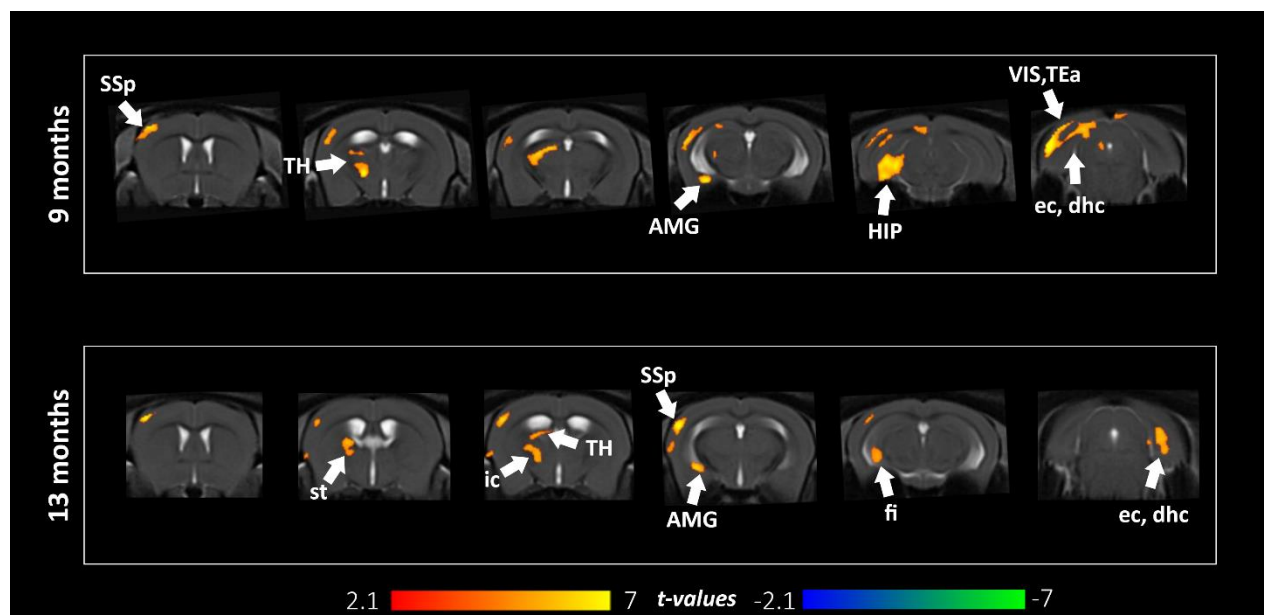 9 months
SSp
TH
AMG
HIP
VIS,TEa
ec, dhc
13 months
st
ic
TH
SSp
AMG
fi
ec, dhc
2.1 7 t-values -2.1 -7